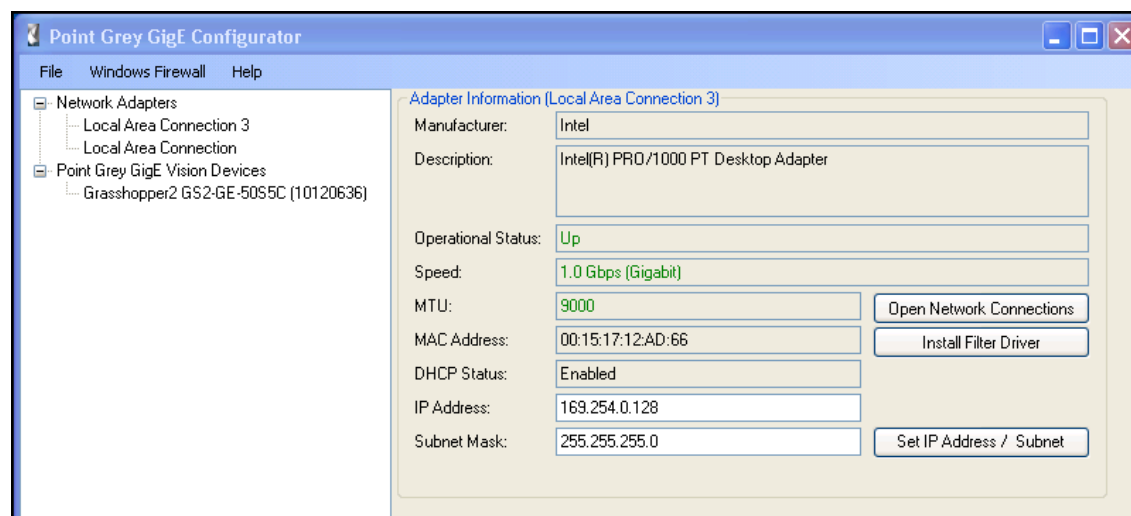 Point Grey GigE Configurator
File Windows Firewall Help
Network Adapters
Local Area Connection 3
Local Area Connection
Point Grey GigE Vision Devices
Grasshopper2 GS2-GE-50S5C (10120636)
Adapter Information (Local Area Connection 3)
Manufacturer: Intel
Description: Intel(R) PRO/1000 PT Desktop Adapter
Operational Status: Up
Speed: 1.0 Gbps (Gigabit)
MTU: 9000 Open Network Connections
MAC Address: 00:15:17:12:AD:66 Install Filter Driver
DHCP Status: Enabled
IP Address: 169.254.0.128
Subnet Mask: 255.255.255.0 Set IP Address / Subnet